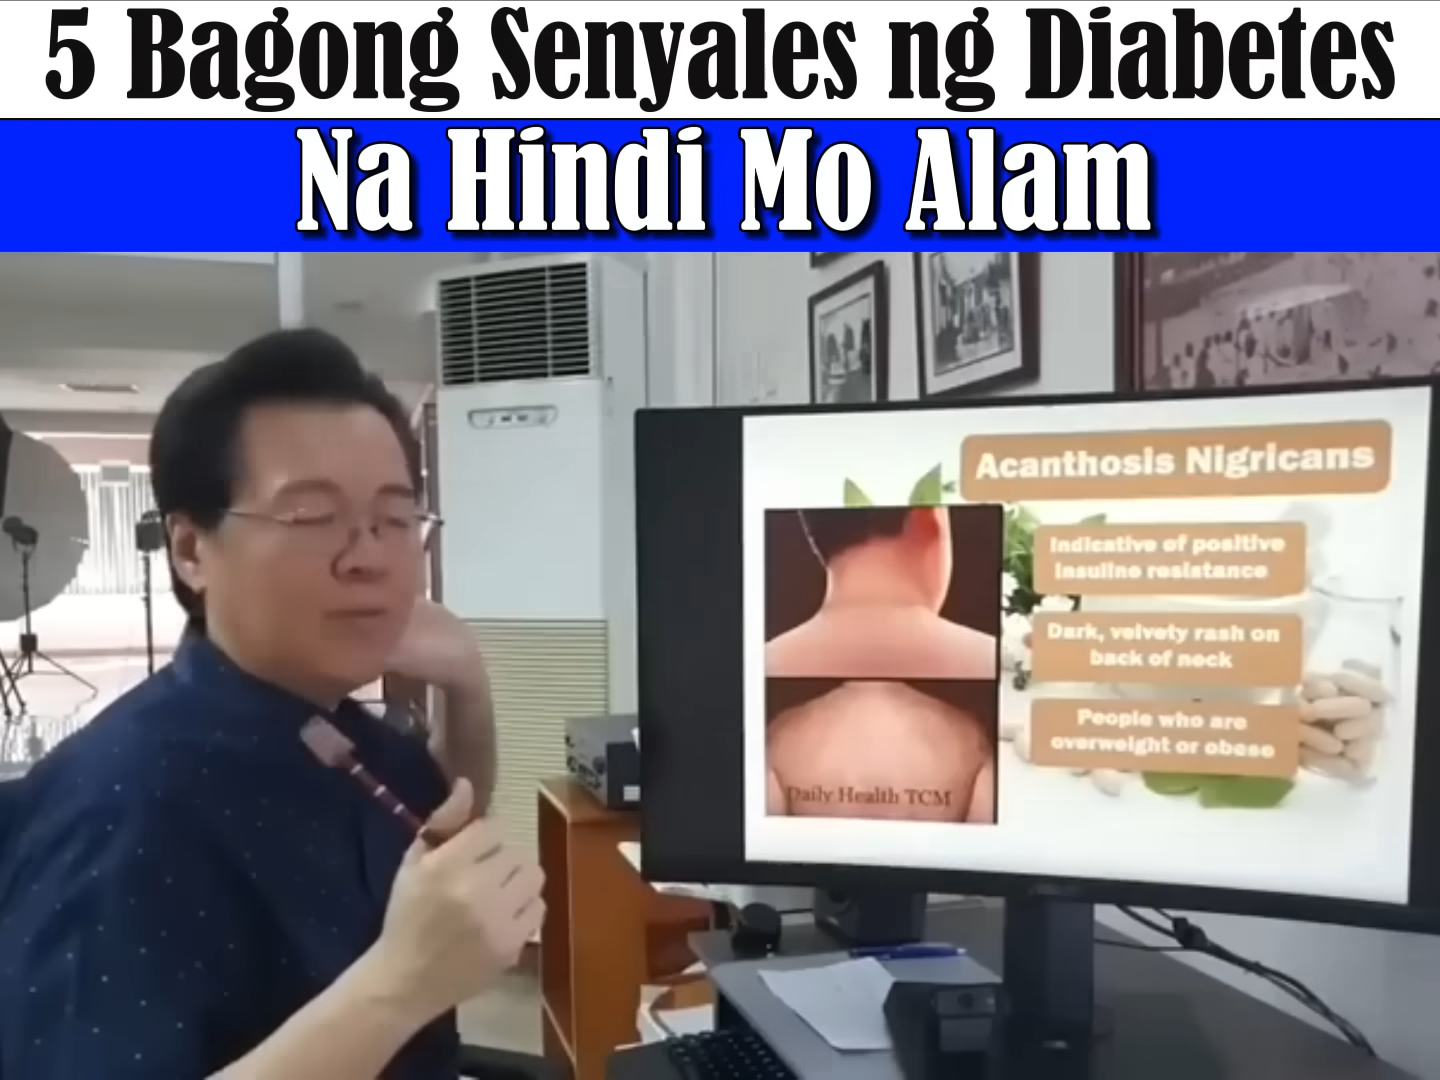 5 Bagong Senyales ng Diabetes
Na Hindi Mo Alam
Acanthosis Nigricans
Indicative of positive
insuline resistance
Dark, velvety rash on
back of neck
People who are
overweight or obese
Daily Health TCM